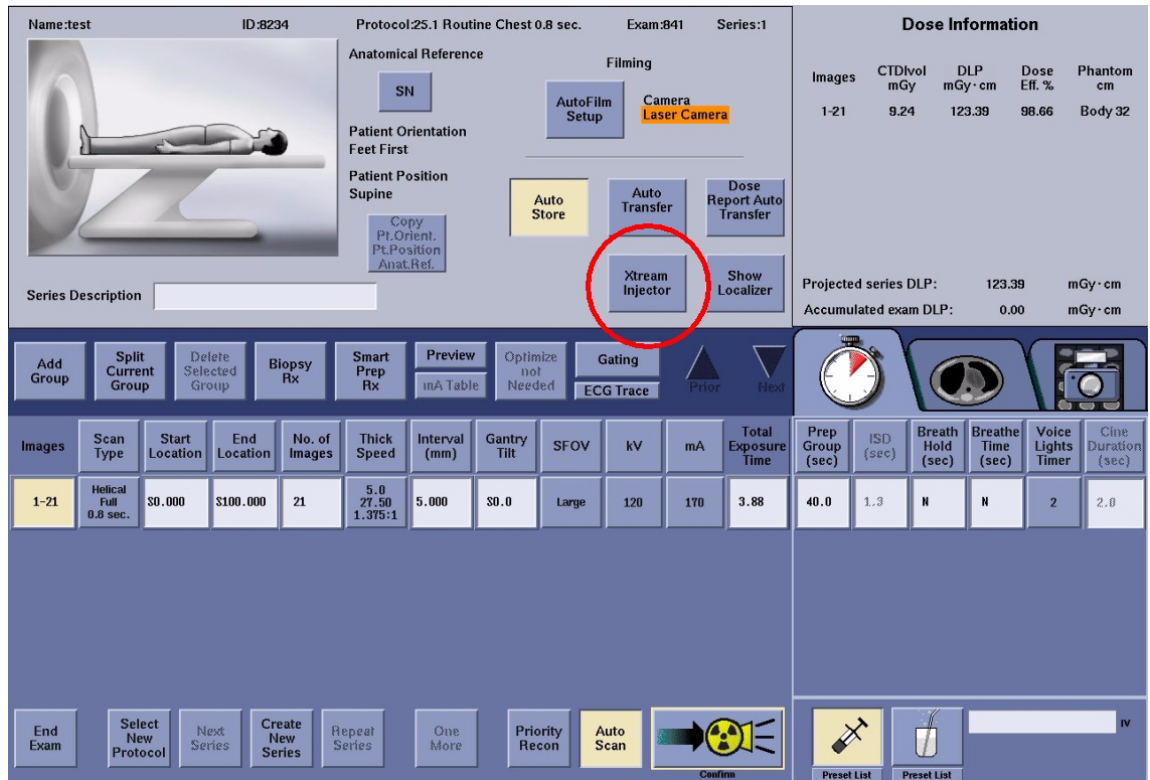 Name:test ID:8234 Protocol:25.1 Routine Chest 0.8 sec. Exam:841 Series:1
Anatomical Reference
SN
Patient Orientation
Feet First
Patient Position
Supine
Copy
Pt.Orient.
Pt.Position
Anat.Ref.
Series Description
Filming
AutoFilm
Setup
Camera
Laser Camera
Auto
Store
Auto
Transfer
Dose
Report Auto
Transfer
Xtream
Injector
Show
Localizer
Dose Information
Images CTDIvol DLP Dose Phantom
mGy mGy·cm Eff. % cm
1-21 9.24 123.39 98.66 Body 32
Projected series DLP: 123.39 mGy·cm
Accumulated exam DLP: 0.00 mGy·cm
Add
Group
Split
Current
Group
Delete
Selected
Group
Biopsy
Rx
Smart
Prep
Rx
Preview
mA Table
Optimize
not
Needed
Gating
ECG Trace
Prior
Next
Images
Scan
Type
Start
Location
End
Location
No. of
Images
Thick
Speed
Interval
(mm)
Gantry
Tilt
SFOV
kV
mA
Total
Exposure
Time
Prep
Group
(sec)
ISD
(sec)
Breath
Hold
(sec)
Breathe
Time
(sec)
Voice
Lights
Timer
Cine
Duration
(sec)
1-21
Helical
Full
0.8 sec.
S0.000
S100.000
21
5.0
27.50
1.375:1
5.000
S0.0
Large
120
170
3.88
40.0
1.3
N
N
2
2.0
End
Exam
Select
New
Protocol
Next
Series
Create
New
Series
Repeat
Series
One
More
Priority
Recon
Auto
Scan
Confirm
Preset List
Preset List
IV